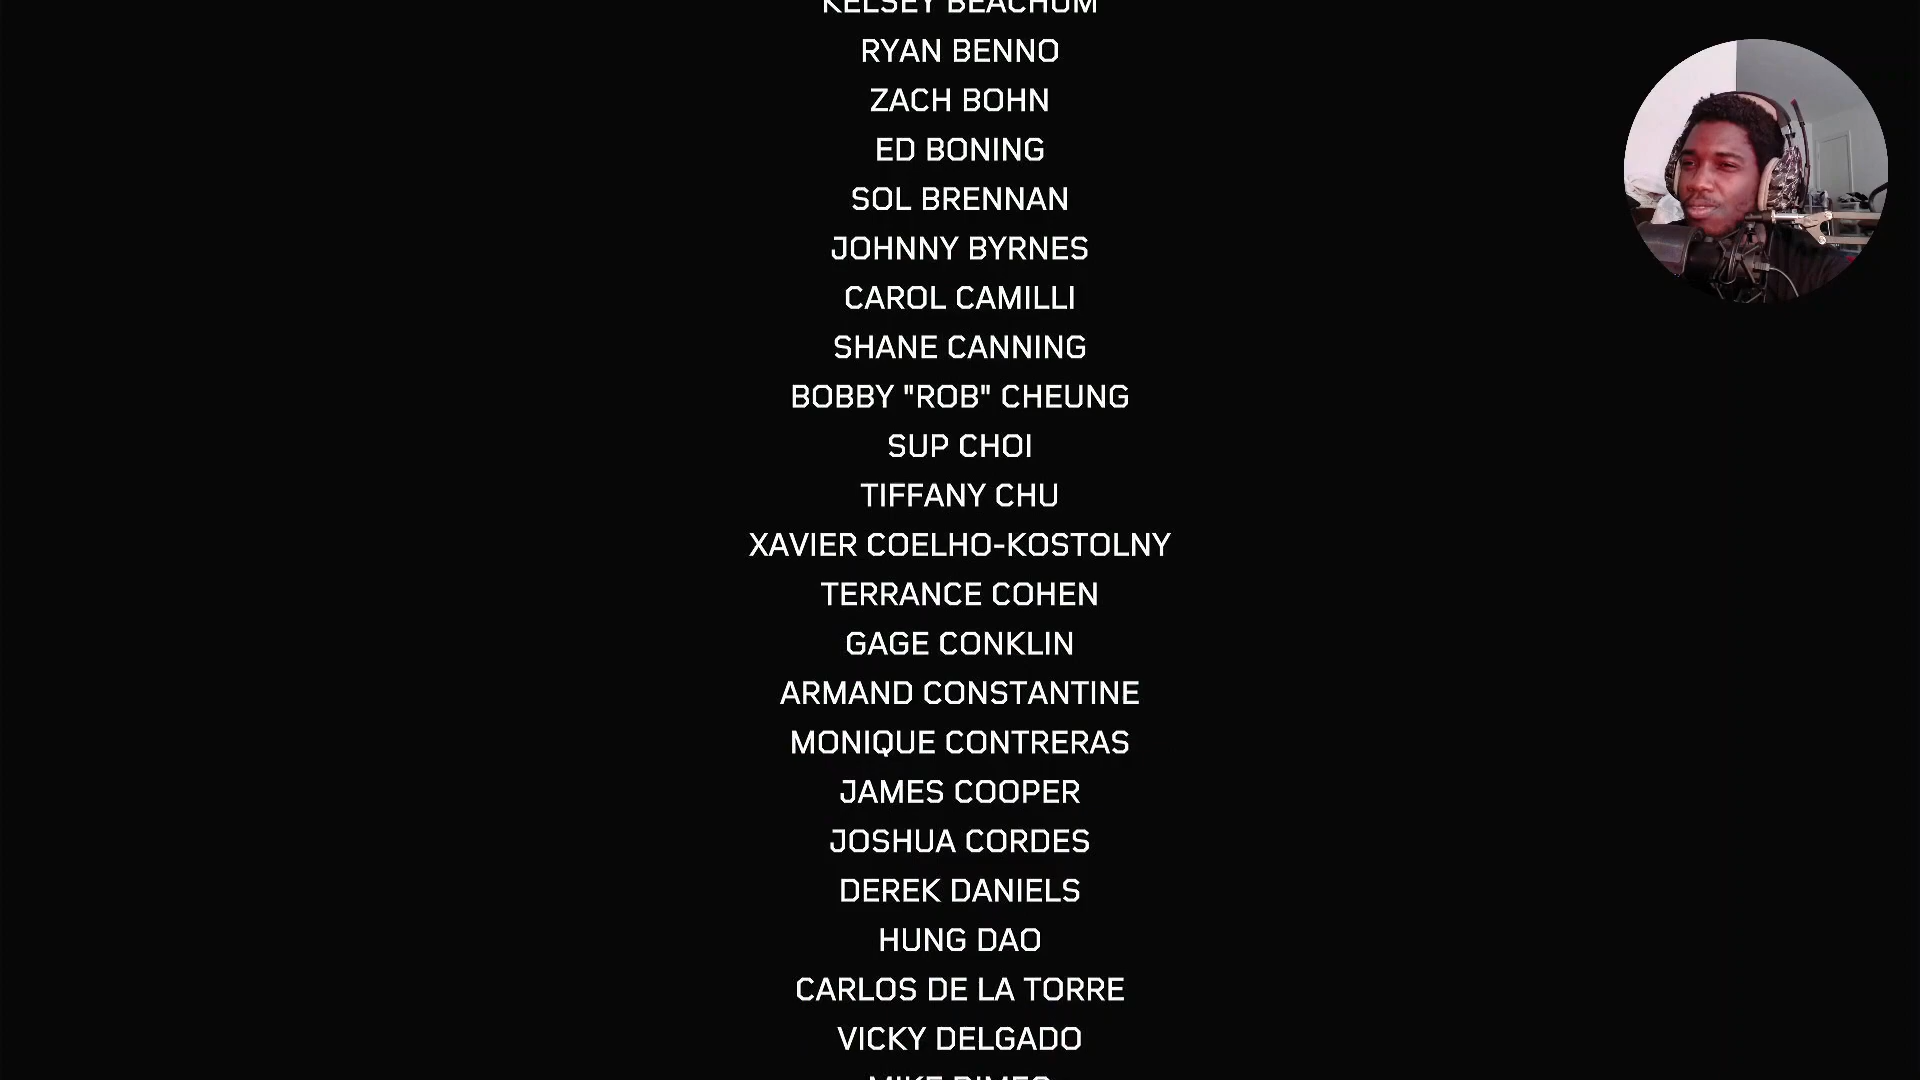 KELSEY BEACHUM
RYAN BENNO
ZACH BOHN
ED BONING
SOL BRENNAN
JOHNNY BYRNES
CAROL CAMILLI
SHANE CANNING
BOBBY "ROB" CHEUNG
SUP CHOI
TIFFANY CHU
XAVIER COELHO-KOSTOLNY
TERRANCE COHEN
GAGE CONKLIN
ARMAND CONSTANTINE
MONIQUE CONTRERAS
JAMES COOPER
JOSHUA CORDES
DEREK DANIELS
HUNG DAO
CARLOS DE LA TORRE
VICKY DELGADO